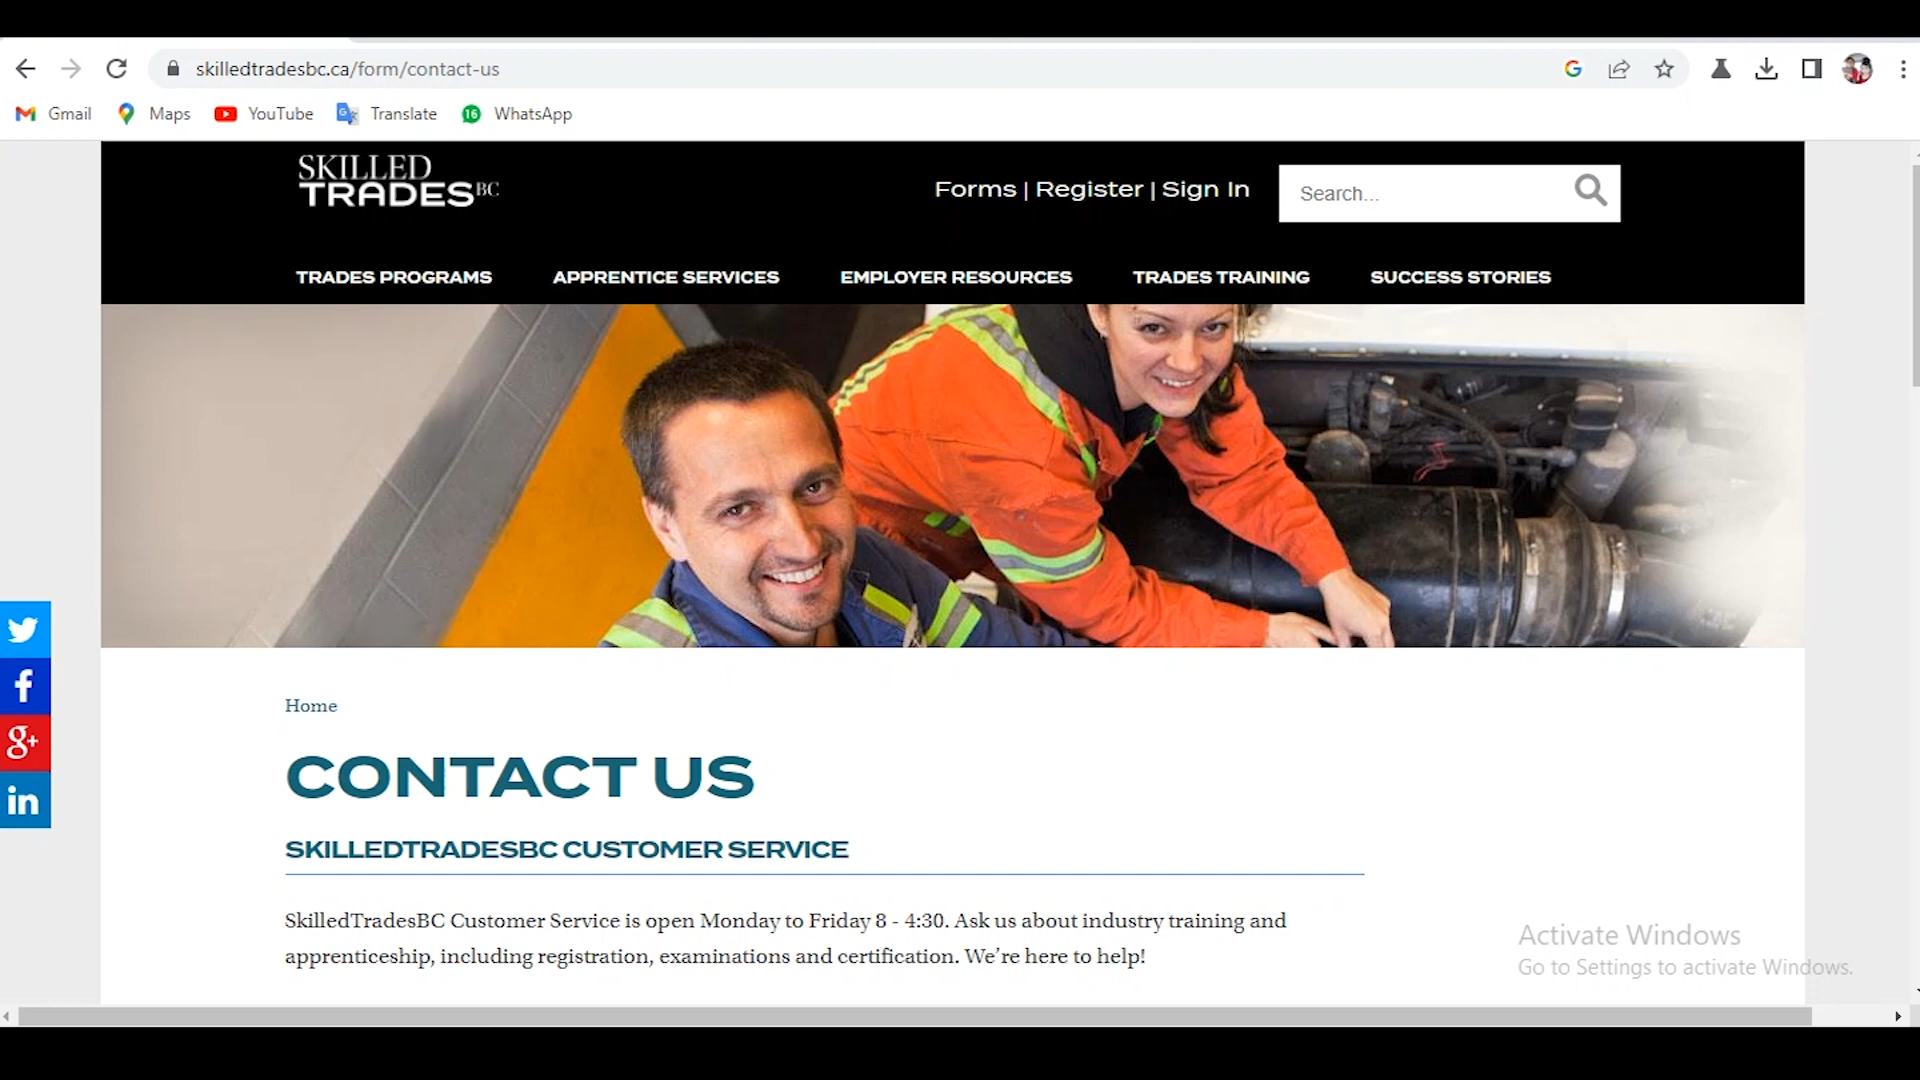 skilledtradesbc.ca/form/contact-us
Gmail Maps YouTube Translate 16 WhatsApp
SKILLED
TRADES BC
Forms | Register | Sign In
Search...
TRADES PROGRAMS APPRENTICE SERVICES EMPLOYER RESOURCES TRADES TRAINING SUCCESS STORIES
Home
CONTACT US
SKILLEDTRADESBC CUSTOMER SERVICE
SkilledTradesBC Customer Service is open Monday to Friday 8 - 4:30. Ask us about industry training and
apprenticeship, including registration, examinations and certification. We’re here to help!
Activate Windows
Go to Settings to activate Windows.